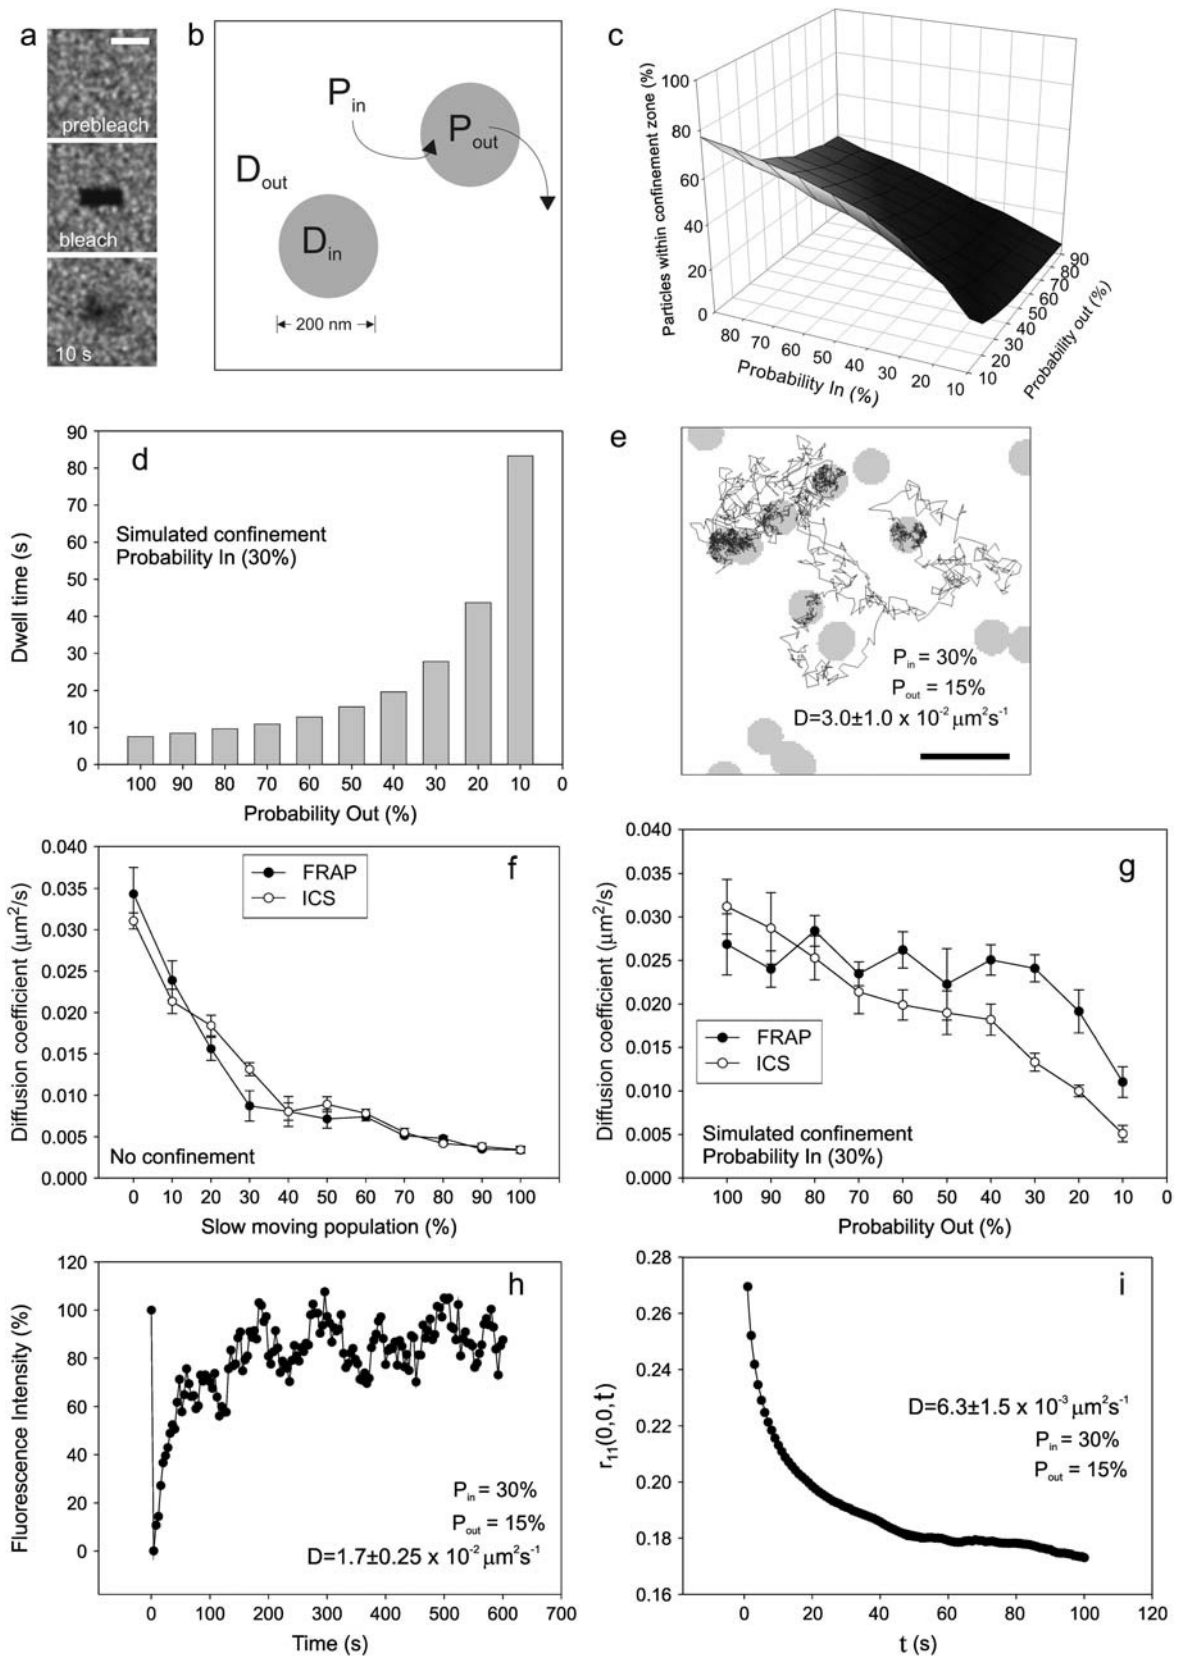 a
prebleach
bleach
10 s
b
P in
P out
D out
D in
200 nm
c
Particles within confinement zone (%)
100
80
60
40
20
0
80 70 60 50 40 30 20 10
Probability In (%)
10 20 30 40 50 60 70 80 90
Probability out (%)
d
Dwell time (s)
90
80
70
60
50
40
30
20
10
0
Simulated confinement
Probability In (30%)
100 90 80 70 60 50 40 30 20 10 0
Probability Out (%)
e
P in = 30%
P out = 15%
D=3.0±1.0 x 10⁻² μm²s⁻¹
f
Diffusion coefficient (μm²/s)
0.040
0.035
0.030
0.025
0.020
0.015
0.010
0.005
0.000
FRAP
ICS
No confinement
0 10 20 30 40 50 60 70 80 90 100
Slow moving population (%)
g
Diffusion coefficient (μm²/s)
0.040
0.035
0.030
0.025
0.020
0.015
0.010
0.005
0.000
FRAP
ICS
Simulated confinement
Probability In (30%)
100 90 80 70 60 50 40 30 20 10 0
Probability Out (%)
h
Fluorescence Intensity (%)
120
100
80
60
40
20
0
P in = 30%
P out = 15%
D=1.7±0.25 x 10⁻² μm²s⁻¹
0 100 200 300 400 500 600 700
Time (s)
i
r₁₁(0,0,t)
0.28
0.26
0.24
0.22
0.20
0.18
0.16
D=6.3±1.5 x 10⁻³ μm²s⁻¹
P in = 30%
P out = 15%
0 20 40 60 80 100 120
t (s)